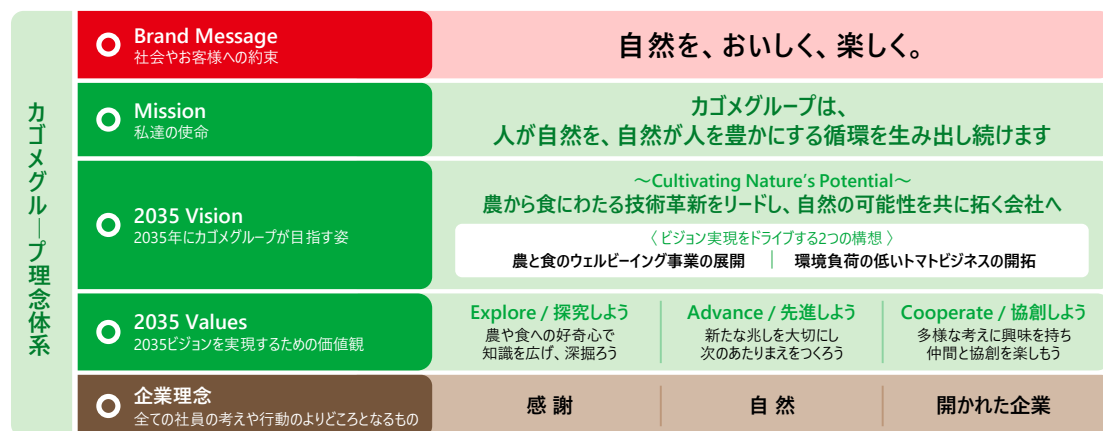 カゴメグループ理念体系
Brand Message
社会やお客様への約束
自然を、おいしく、楽しく。
Mission
私達の使命
カゴメグループは、
人が自然を、自然が人を豊かにする循環を生み出し続けます
2035 Vision
2035年にカゴメグループが目指す姿
～Cultivating Nature's Potential～
農から食にわたる技術革新をリードし、自然の可能性を共に拓く会社へ
〈 ビジョン実現をドライブする2つの構想 〉
農と食のウェルビーイング事業の展開
環境負荷の低いトマトビジネスの開拓
2035 Values
2035ビジョンを実現するための価値観
Explore / 探究しよう
農や食への好奇心で
知識を広げ、深掘ろう
Advance / 先進しよう
新たな兆しを大切にし
次のあたりまえをつくろう
Cooperate / 協創しよう
多様な考えに興味を持ち
仲間と協創を楽しもう
企業理念
全ての社員の考えや行動のよりどころとなるもの
感 謝
自 然
開かれた企業